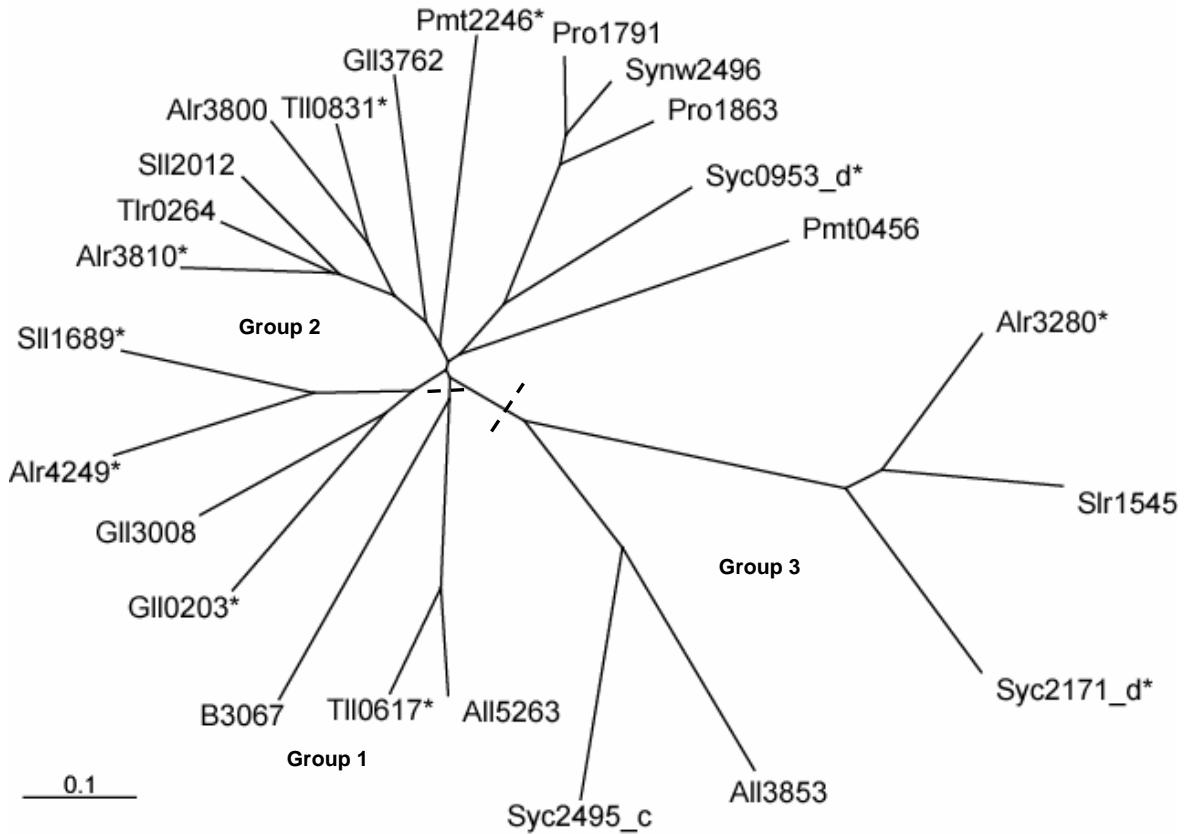 Pmt2246*
Pro1791
Gll3762
Synw2496
Alr3800 Tll0831*
Pro1863
Sll2012
Syc0953_d*
Tlr0264
Pmt0456
Alr3810*
Alr3280*
Group 2
Sll1689*
Alr4249*
Slr1545
Gll3008
Group 3
Gll0203*
Syc2171_d*
B3067
Tll0617*
All5263
Group 1
0.1
All3853
Syc2495_c